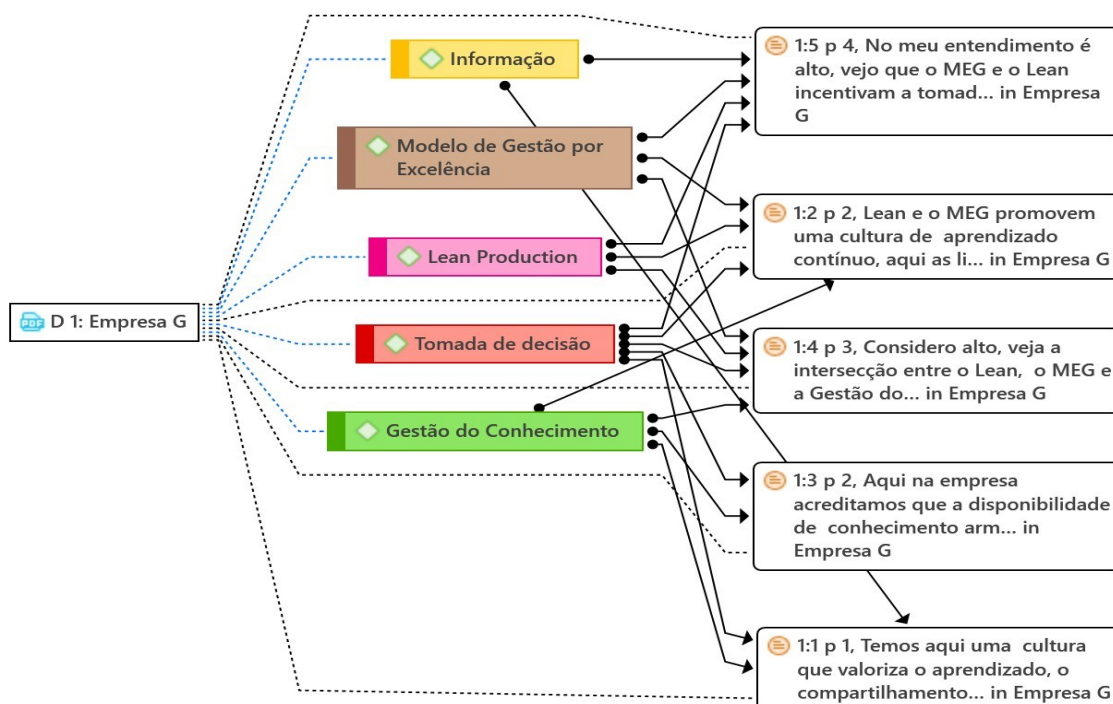 PDF D 1: Empresa G
Informação
Modelo de Gestão por
Excelência
Lean Production
Tomada de decisão
Gestão do Conhecimento
1:5 p 4, No meu entendimento é
alto, vejo que o MEG e o Lean
incentivam a tomad... in Empresa
G
1:2 p 2, Lean e o MEG promovem
uma cultura de aprendizado
contínuo, aqui as li... in Empresa G
1:4 p 3, Considero alto, veja a
intersecção entre o Lean, o MEG e
a Gestão do... in Empresa G
1:3 p 2, Aqui na empresa
acreditamos que a disponibilidade
de conhecimento arm... in
Empresa G
1:1 p 1, Temos aqui uma cultura
que valoriza o aprendizado, o
compartilhamento... in Empresa G